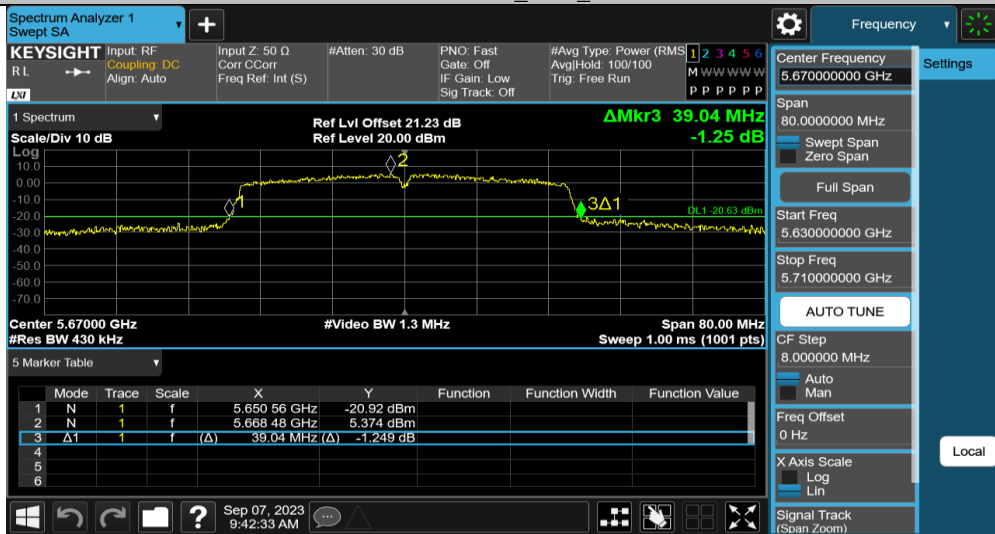 Spectrum Analyzer 1
Swept SA
Frequency
KEYSIGHT
RL
LXI
Input: RF
Coupling: DC
Align: Auto
Input Z: 50 Ω
Corr CCorr
Freq Ref: Int (S)
#Atten: 30 dB
PNO: Fast
Gate: Off
IF Gain: Low
Sig Track: Off
#Avg Type: Power (RMS
Avg|Hold: 100/100
Trig: Free Run
1 2 3 4 5 6
M W W W W W
P P P P P P
1 Spectrum
Scale/Div 10 dB
Ref Lvl Offset 21.23 dB
Ref Level 20.00 dBm
ΔMkr3 39.04 MHz
-1.25 dB
Log
10.0
0.00
-10.0
-20.0
-30.0
-40.0
-50.0
-60.0
-70.0
1
2
3Δ1
DL1 -20.63 dBm
Center 5.67000 GHz
#Res BW 430 kHz
#Video BW 1.3 MHz
Span 80.00 MHz
Sweep 1.00 ms (1001 pts)
5 Marker Table
Mode Trace Scale X Y Function Function Width Function Value
1 N 1 f 5.650 56 GHz -20.92 dBm
2 N 1 f 5.668 48 GHz 5.374 dBm
3 Δ1 1 f (Δ) 39.04 MHz (Δ) -1.249 dB
4
5
6
Sep 07, 2023
9:42:33 AM
Center Frequency
5.670000000 GHz
Span
80.0000000 MHz
Swept Span
Zero Span
Full Span
Start Freq
5.630000000 GHz
Stop Freq
5.710000000 GHz
AUTO TUNE
CF Step
8.000000 MHz
Auto
Man
Freq Offset
0 Hz
X Axis Scale
Log
Lin
Signal Track
(Span Zoom)
Settings
Local